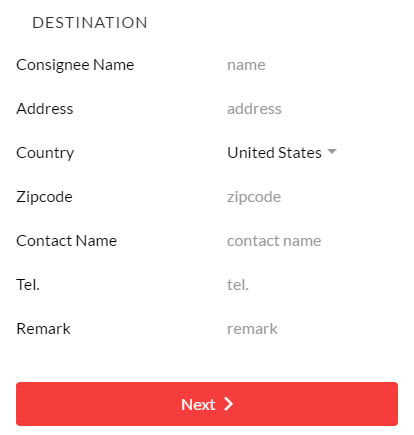 DESTINATION
Consignee Name name
Address address
Country United States
Zipcode zipcode
Contact Name contact name
Tel. tel.
Remark remark
Next